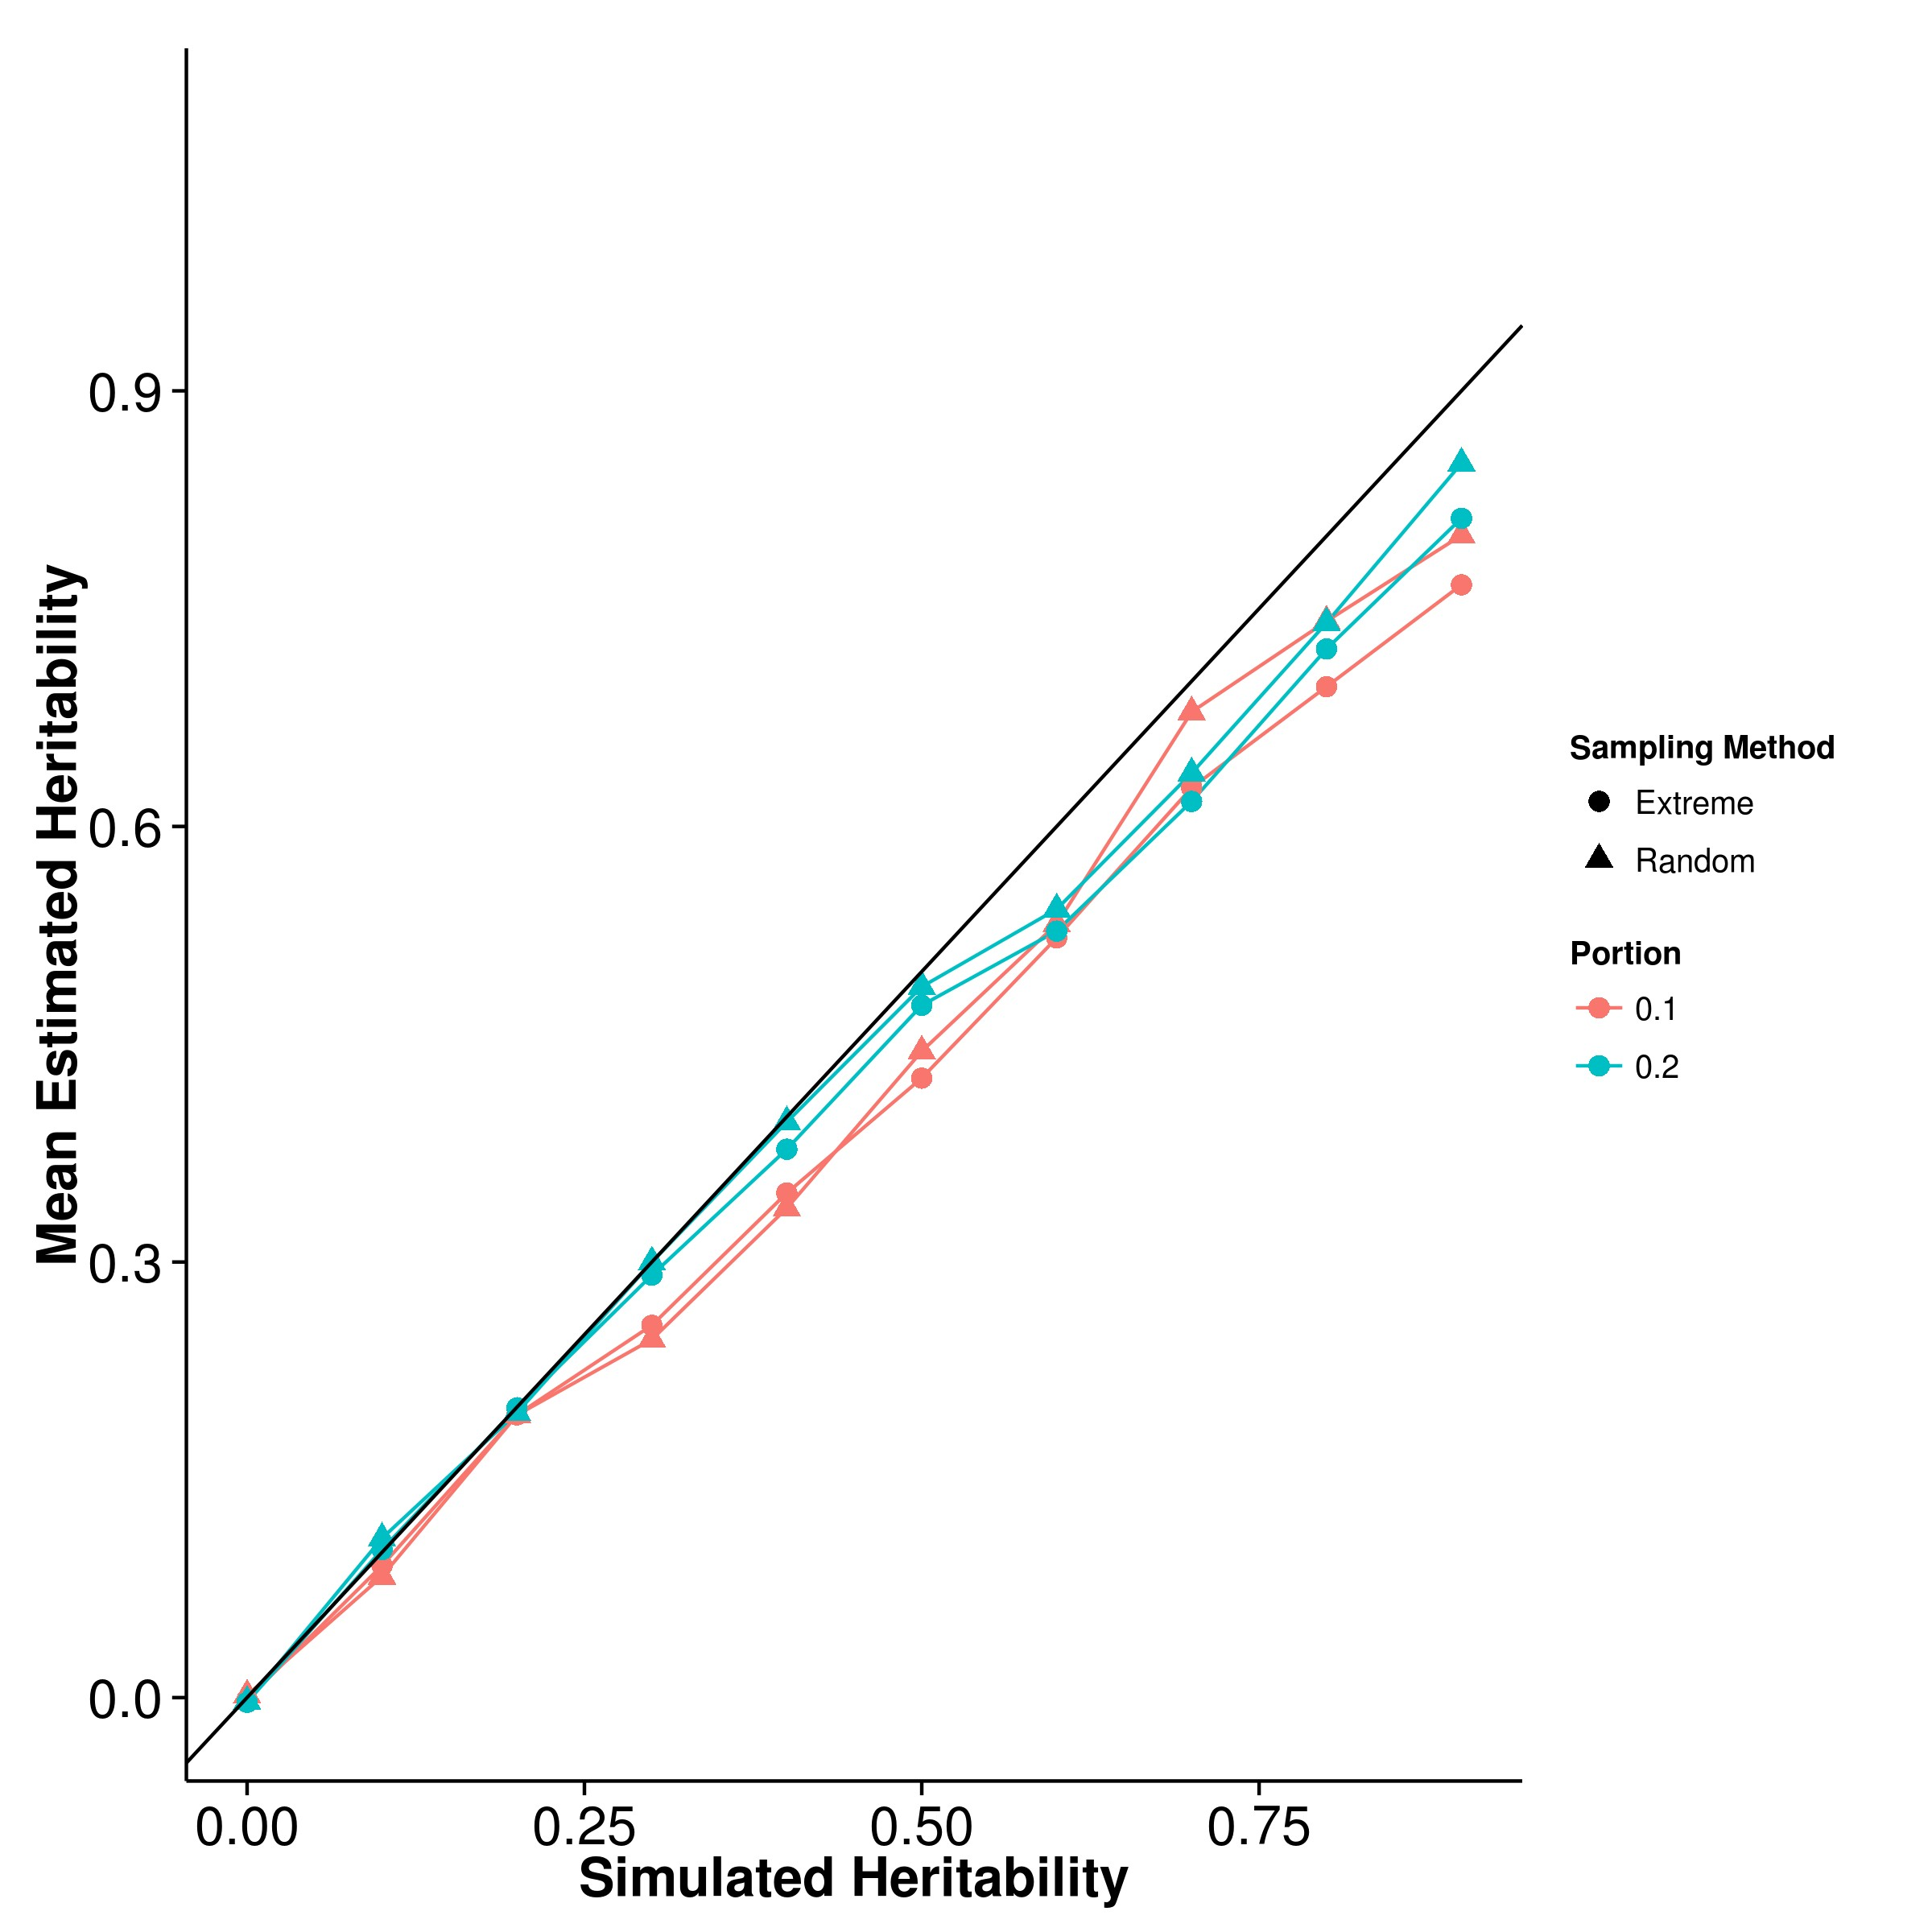 Mean Estimated Heritability
0.9
0.6
0.3
0.0
0.00 0.25 0.50 0.75
Simulated Heritability
Sampling Method
Extreme
Random
Portion
0.1
0.2